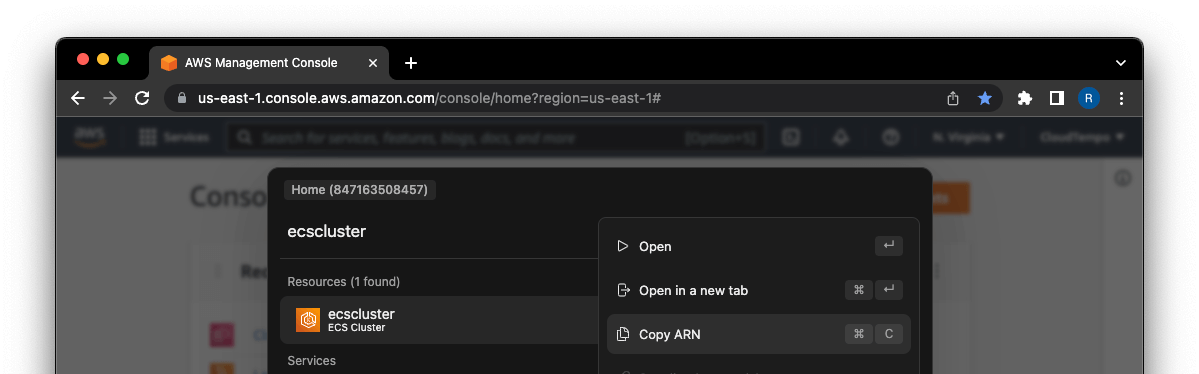 AWS Management Console
us-east-1.console.aws.amazon.com/console/home?region=us-east-1#
R
aws Services Search for services, features, blogs, docs, and more [Option+S] N. Virginia CloudTempo
Conso
Home (847163508457)
ecscluster
Open
Open in a new tab ⌘
Rec
Resources (1 found)
ecscluster
ECS Cluster
Copy ARN ⌘ C
Services